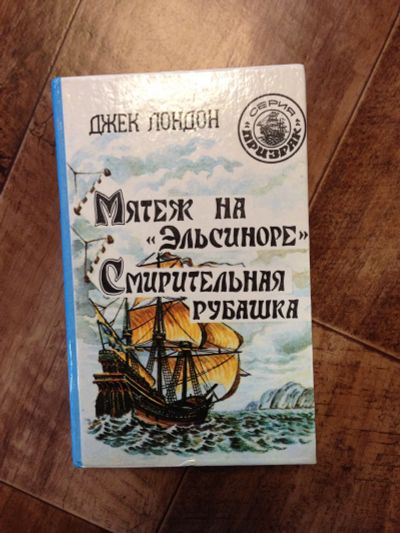 ДЖЕК ЛОНДОН
СЕРИЯ
«ПРИЗРАК»
МЯТЕЖ НА
«ЭЛЬСИНОРЕ»
СМИРИТЕЛЬНАЯ
РУБАШКА